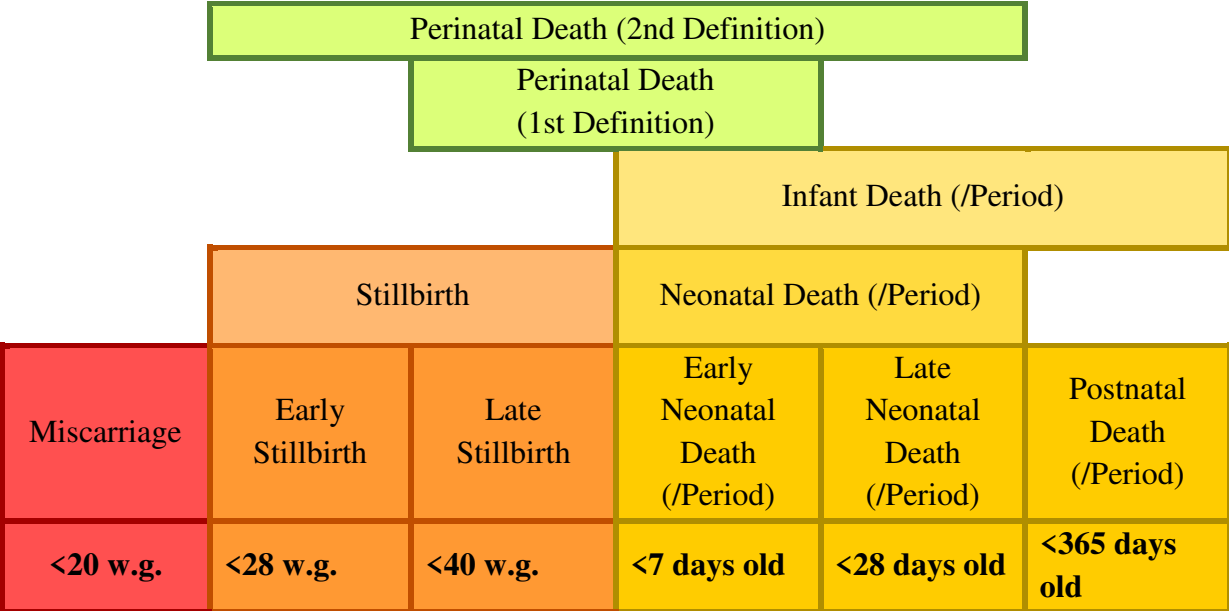 Perinatal Death (2nd Definition)
Perinatal Death
(1st Definition)
Infant Death (/Period)
Stillbirth
Neonatal Death (/Period)
Miscarriage
Early
Stillbirth
Late
Stillbirth
Early
Neonatal
Death
(/Period)
Late
Neonatal
Death
(/Period)
Postnatal
Death
(/Period)
<20 w.g.
<28 w.g.
<40 w.g.
<7 days old
<28 days old
<365 days
old